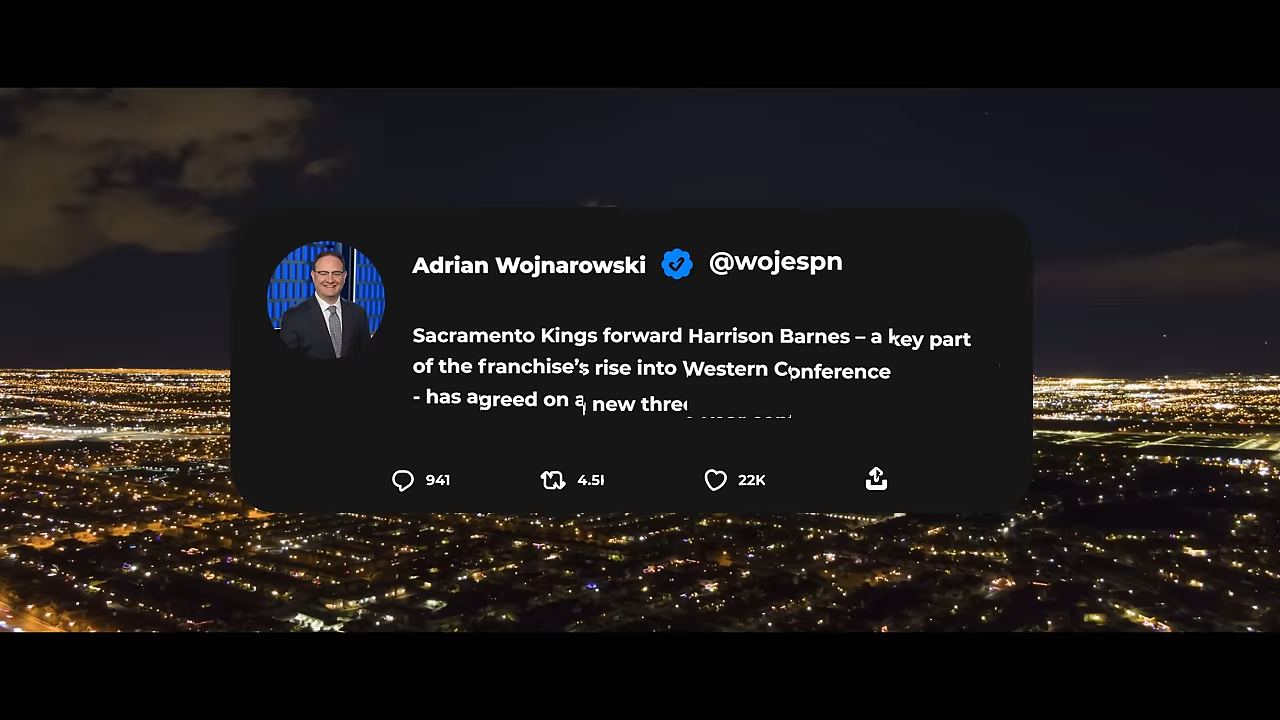 Adrian Wojnarowski @wojespn
Sacramento Kings forward Harrison Barnes – a key part
of the franchise's rise into Western Conference
- has agreed on a new three
941 22K